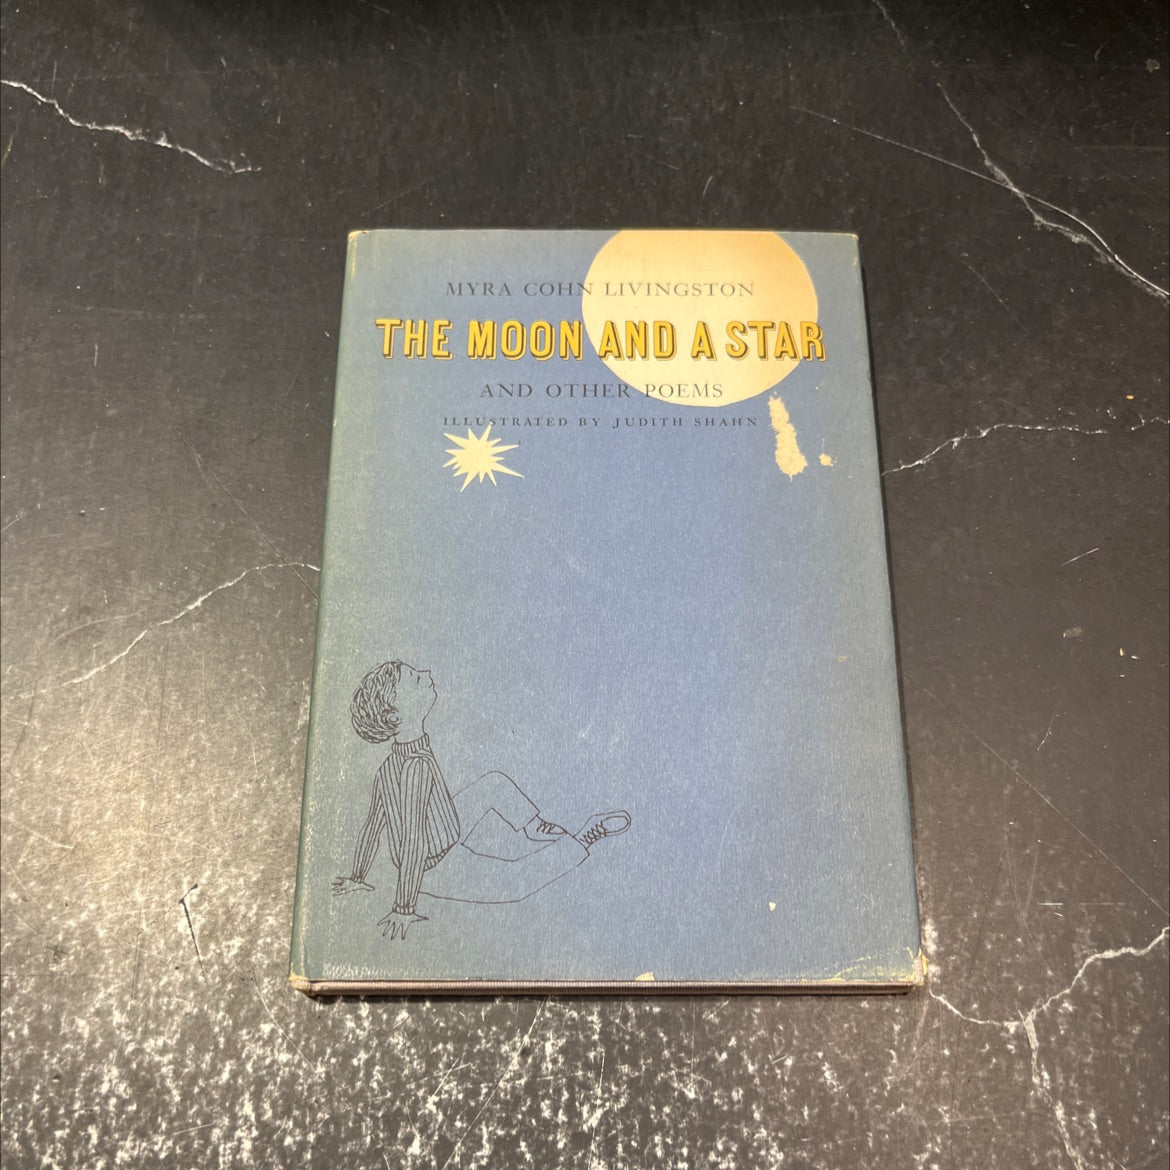 MYRA COHN LIVINGSTON
THE MOON AND A STAR
AND OTHER POEMS
ILLUSTRATED BY JUDITH SHAHN